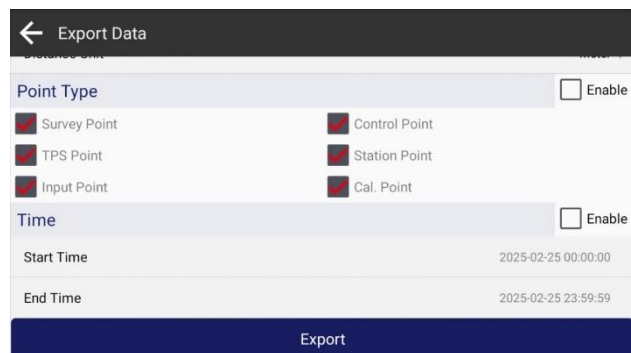 Export Data
Point Type Enable
Survey Point Control Point
TPS Point Station Point
Input Point Cal. Point
Time Enable
Start Time 2025-02-25 00:00:00
End Time 2025-02-25 23:59:59
Export